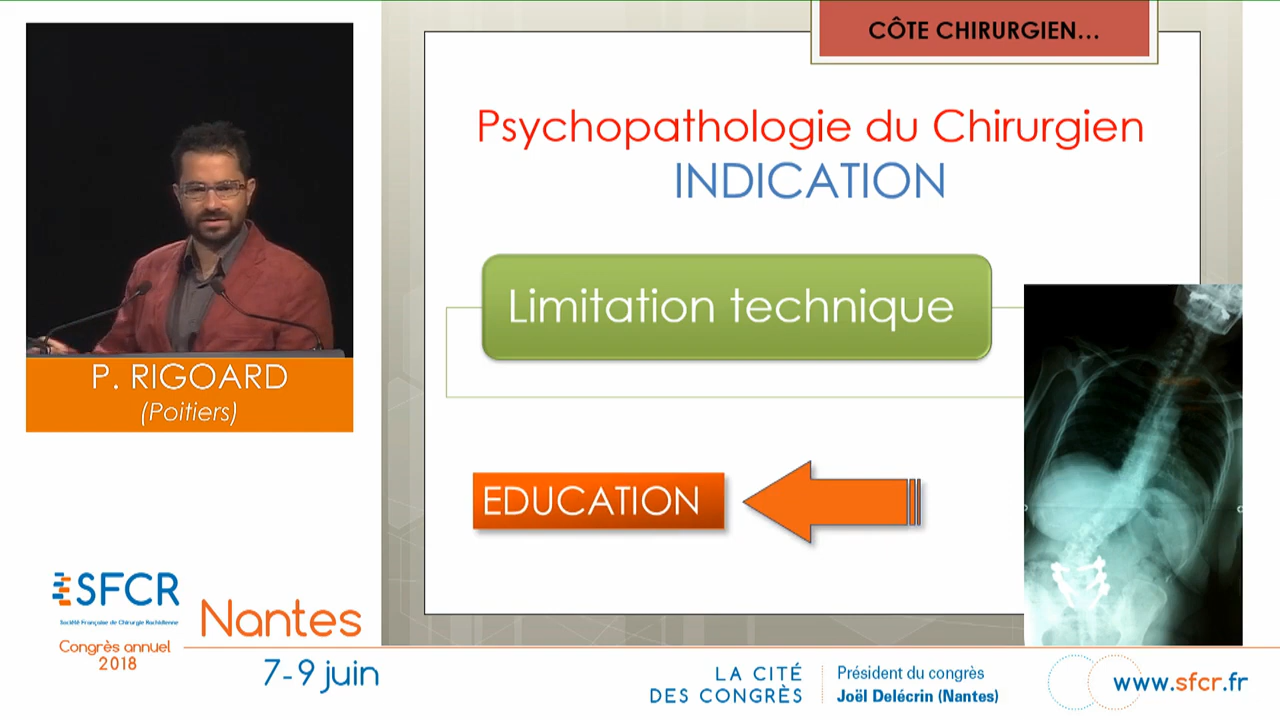 CÔTE CHIRURGIEN...
Psychopathologie du Chirurgien
INDICATION
Limitation technique
EDUCATION
P. RIGOARD
(Poitiers)
SFCR
Société Française de Chirurgie Rachidienne
Congrès annuel
2018
Nantes
7-9 juin
LA CITÉ
DES CONGRÈS
Président du congrès
Joël Delécrin (Nantes)
www.sfcr.fr